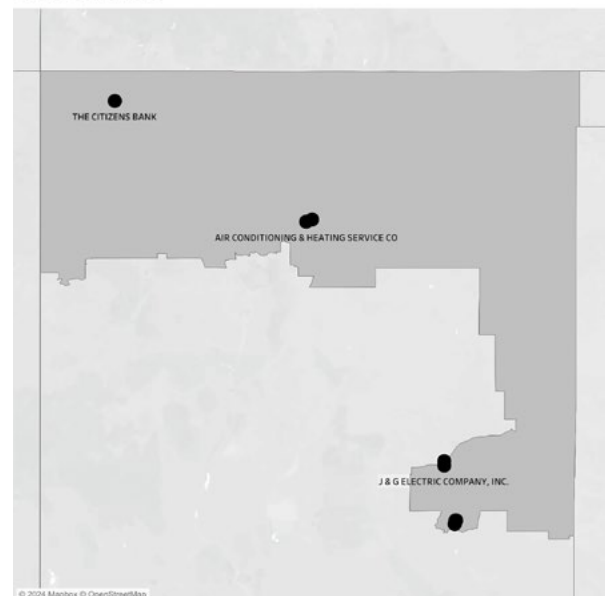 THE CITIZENS BANK
AIR CONDITIONING & HEATING SERVICE CO
J & G ELECTRIC COMPANY, INC.
© 2024 Mapbox © OpenStreetMap